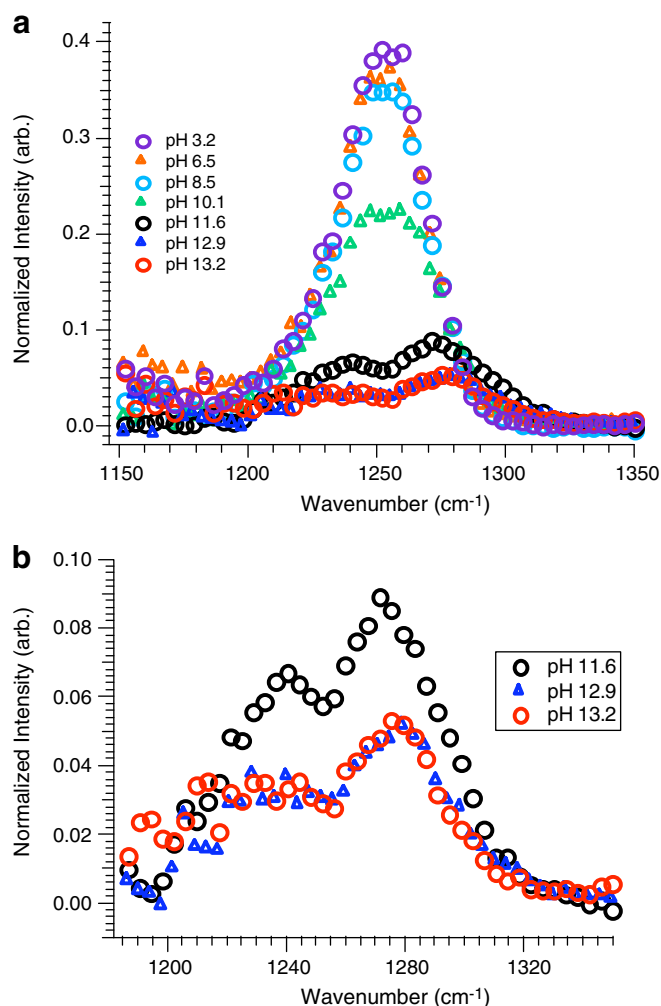 a
0.4
0.3
0.2
0.1
0.0
Normalized Intensity (arb.)
pH 3.2
pH 6.5
pH 8.5
pH 10.1
pH 11.6
pH 12.9
pH 13.2
1150 1200 1250 1300 1350
Wavenumber (cm-1)
b
0.10
0.08
0.06
0.04
0.02
0.00
Normalized Intensity (arb.)
pH 11.6
pH 12.9
pH 13.2
1200 1240 1280 1320
Wavenumber (cm-1)